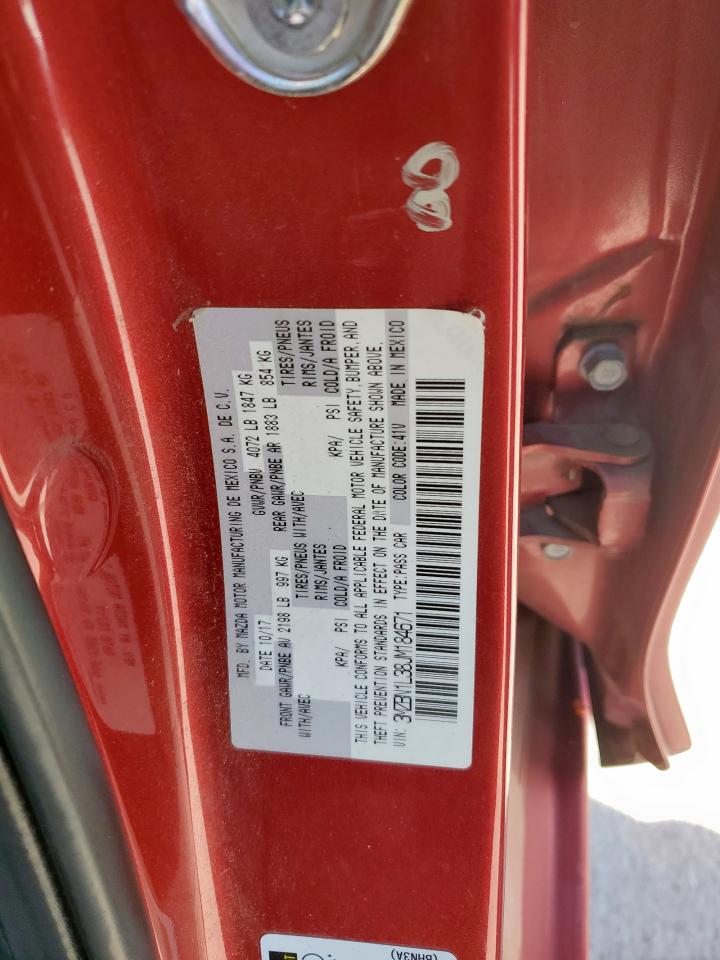 8
MFD. BY MAZDA MOTOR MANUFACTURING DE MEXICO S.A. DE C.V.
DATE 10/17 GVWR/PNBV 4072 LB 1847 KG
FRONT GAWR/PNBE AV 2198 LB 997 KG REAR GAWR/PNBE AR 1883 LB 854 KG
WITH/AVEC TIRES/PNEUS WITH/AVEC TIRES/PNEUS
RIMS/JANTES RIMS/JANTES
KPA/ PSI COLD/A FROID KPA/ PSI COLD/A FROID
THIS VEHICLE CONFORMS TO ALL APPLICABLE FEDERAL MOTOR VEHICLE SAFETY, BUMPER, AND
THEFT PREVENTION STANDARDS IN EFFECT ON THE DATE OF MANUFACTURE SHOWN ABOVE.
VIN: 3MZBN1L38JM184671 TYPE:PASS CAR COLOR CODE:41V MADE IN MEXICO
(BHN3A)